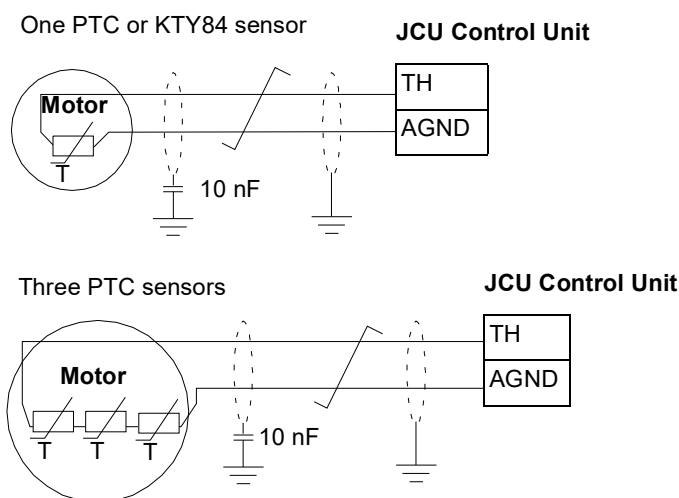 One PTC or KTY84 sensor
JCU Control Unit
TH
Motor
AGND
T
10 nF
Three PTC sensors
JCU Control Unit
TH
Motor
AGND
T T T
10 nF